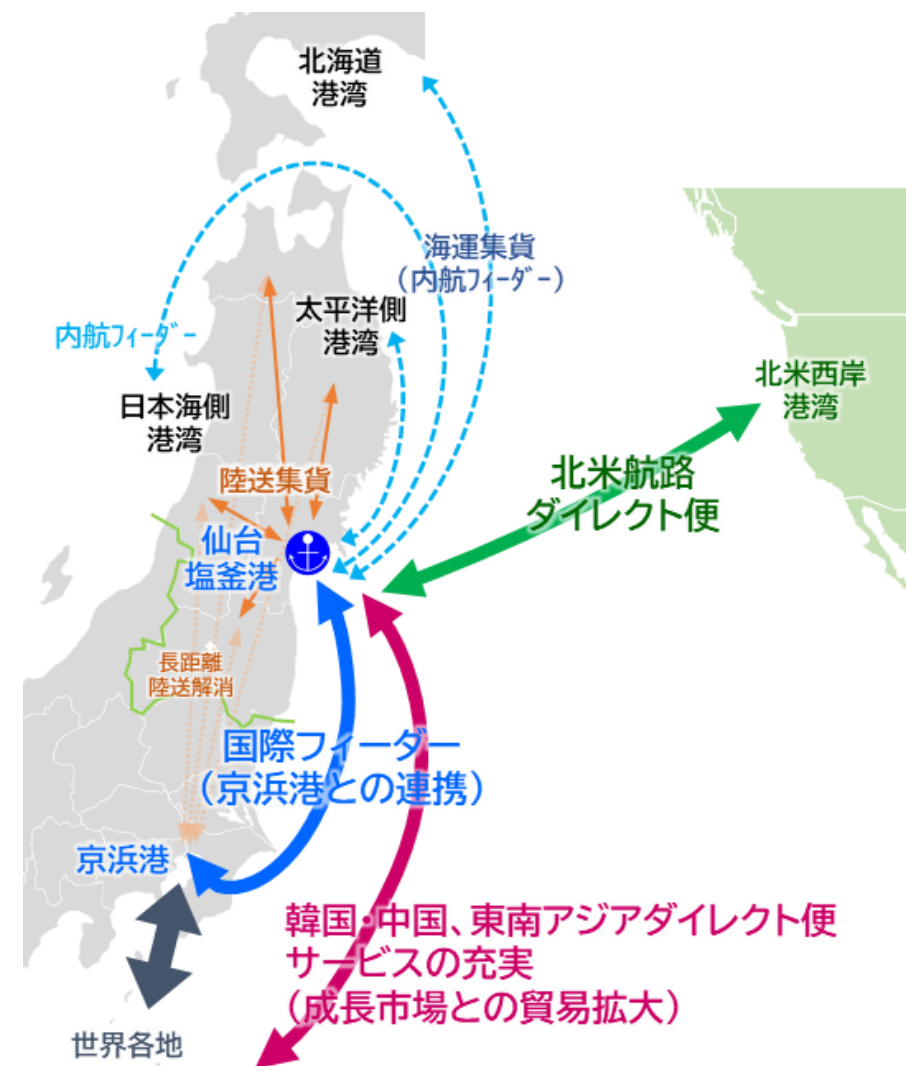 北海道
港湾
海運集貨
（内航ﾌｨｰﾀﾞｰ）
太平洋側
港湾
内航ﾌｨｰﾀﾞｰ
日本海側
港湾
北米西岸
港湾
北米航路
ダイレクト便
陸送集貨
仙台
塩釜港
長距離
陸送解消
国際フィーダー
（京浜港との連携）
京浜港
韓国・中国、東南アジアダイレクト便
サービスの充実
（成長市場との貿易拡大）
世界各地